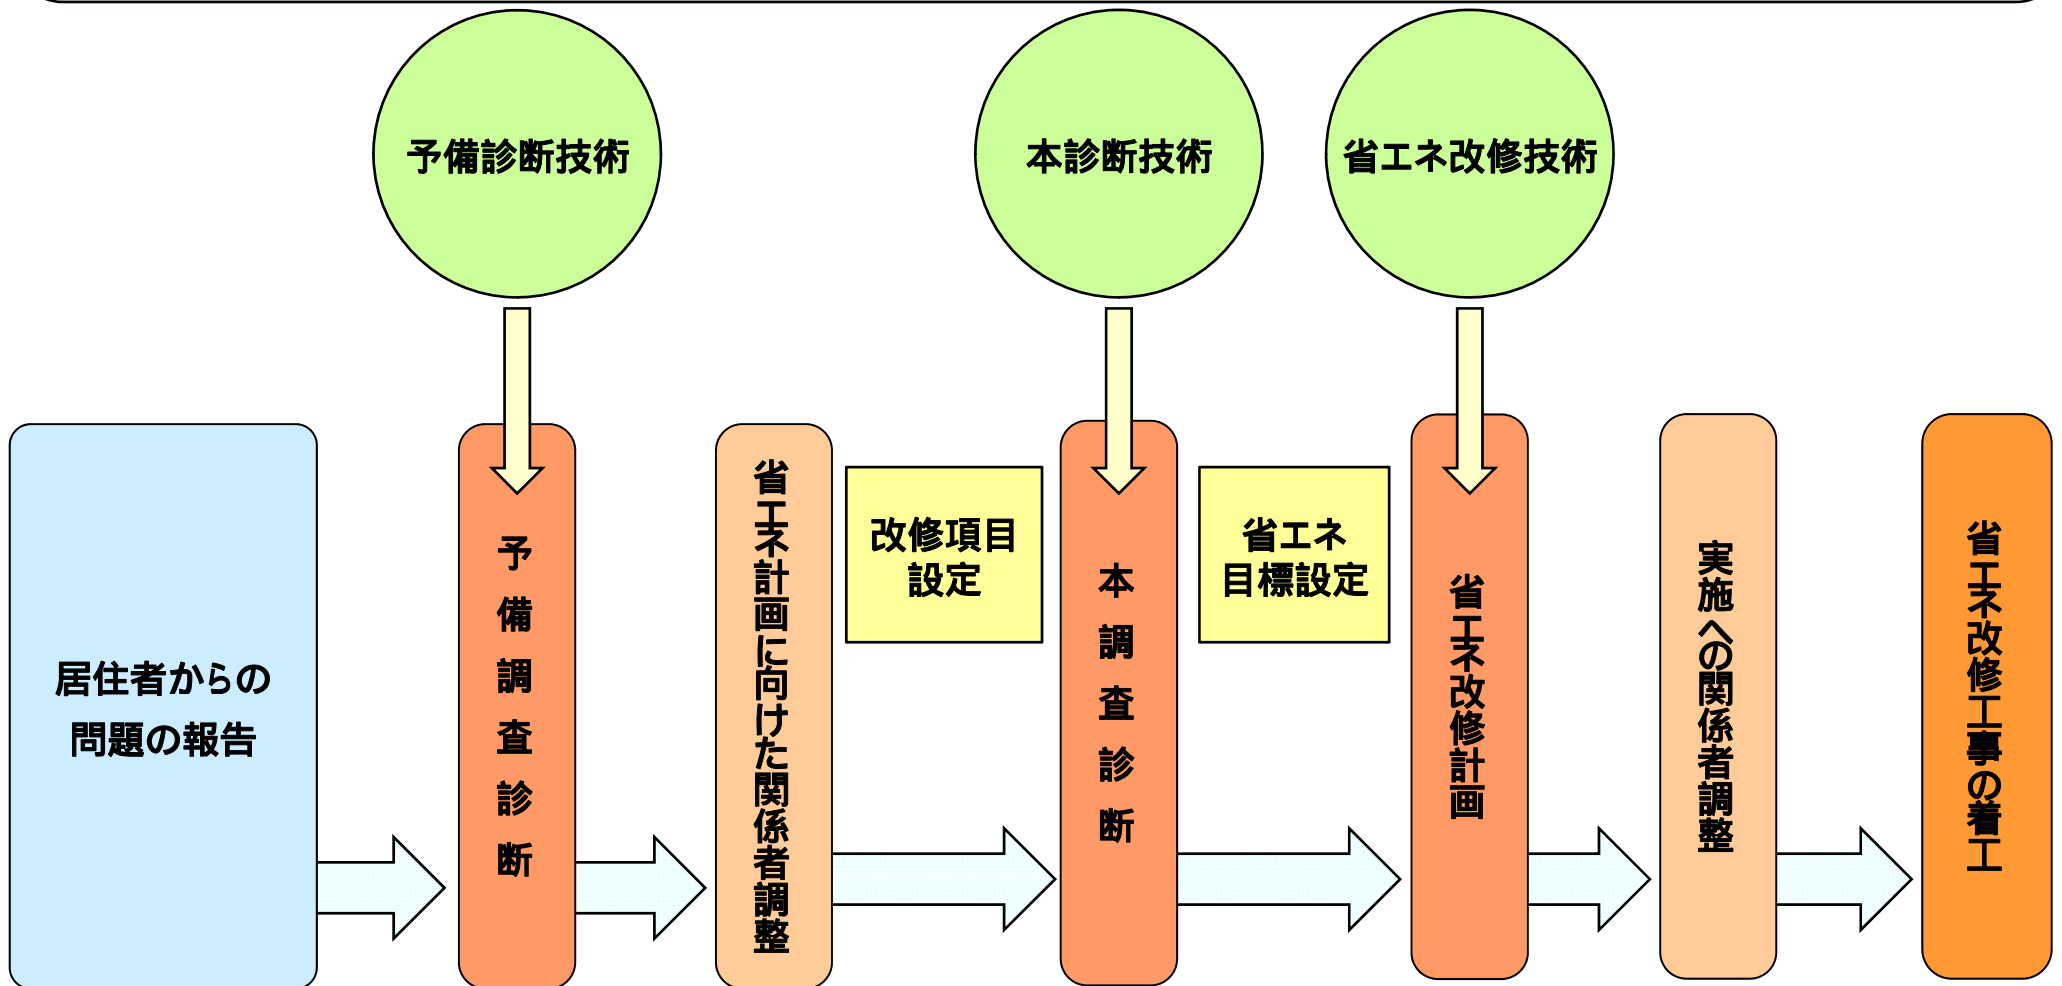 予備診断技術
本診断技術
省エネ改修技術
居住者からの
問題の報告
予備調査診断
省エネ計画に向けた関係者調整
改修項目
設定
本調査診断
省エネ
目標設定
省エネ改修計画
実施への関係者調整
省エネ改修工事の着工